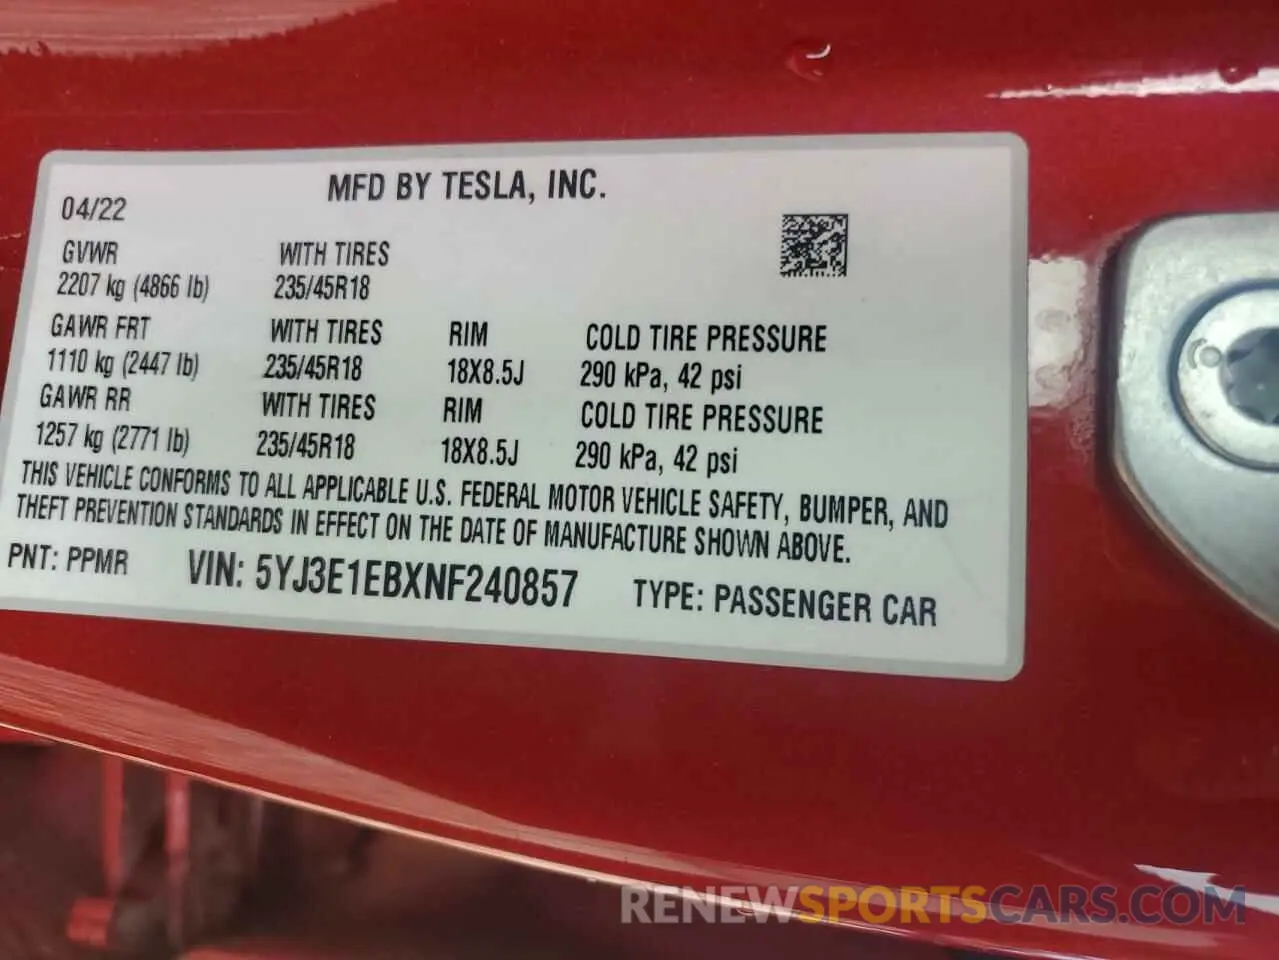 MFD BY TESLA, INC.
04/22
GVWR WITH TIRES
2207 kg (4866 lb) 235/45R18
GAWR FRT WITH TIRES RIM COLD TIRE PRESSURE
1110 kg (2447 lb) 235/45R18 18X8.5J 290 kPa, 42 psi
GAWR RR WITH TIRES RIM COLD TIRE PRESSURE
1257 kg (2771 lb) 235/45R18 18X8.5J 290 kPa, 42 psi
THIS VEHICLE CONFORMS TO ALL APPLICABLE U.S. FEDERAL MOTOR VEHICLE SAFETY, BUMPER, AND
THEFT PREVENTION STANDARDS IN EFFECT ON THE DATE OF MANUFACTURE SHOWN ABOVE.
PNT: PPMR VIN: 5YJ3E1EBXNF240857 TYPE: PASSENGER CAR
RENEWSPORTSCARS.COM